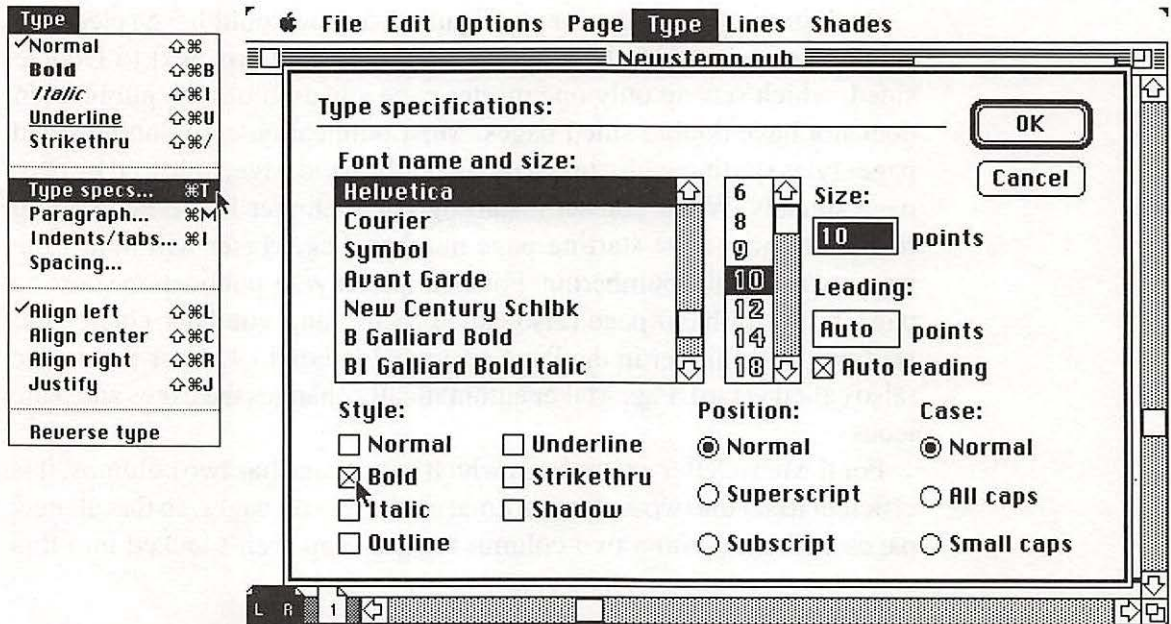 Type
✓Normal ⇧⌘
Bold ⇧⌘B
Italic ⇧⌘I
Underline ⇧⌘U
Strikethru ⇧⌘/
Type specs... ⌘T
Paragraph... ⌘M
Indents/tabs... ⌘I
Spacing...
✓Align left ⇧⌘L
Align center ⇧⌘C
Align right ⇧⌘R
Justify ⇧⌘J
Reverse type
File Edit Options Page Type Lines Shades
Newstemp.pub
Type specifications:
OK
Cancel
Font name and size:
Helvetica
Courier
Symbol
Avant Garde
New Century Schlbk
B Galliard Bold
BI Galliard BoldItalic
6
8
9
10
12
14
18
Size:
10 points
Leading:
Auto points
Auto leading
Style:
Normal Underline
Bold Strikethru
Italic Shadow
Outline
Position:
Normal
Superscript
Subscript
Case:
Normal
All caps
Small caps
L R 1